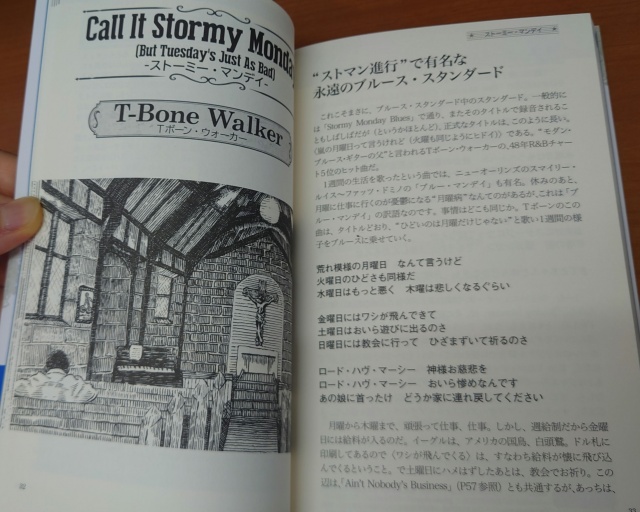 Call It Stormy Monday
(But Tuesday's Just As Bad)
-ストーミー・マンデイ-
T-Bone Walker
Tボーン・ウォーカー
32
ストーミー・マンデイ
“ストマン進行”で有名な
永遠のブルース・スタンダード
これこそまさに、ブルース・スタンダード中のスタンダード。一般的に
は「Stormy Monday Blues」で通り、またそのタイトルで録音されるこ
ともしばしばだが(というかほとんど)、正式なタイトルは、このように長い。
(嵐の月曜日って言うけれど(火曜も同じようにヒドイ))である。“モダン・
ブルース・ギターの父”と言われるTボーン・ウォーカーの、48年R&Bチャー
ト5位のヒット曲だ。
1週間の生活を歌ったという曲では、ニューオーリンズのスマイリー・
ルイス〜ファッツ・ドミノの「ブルー・マンデイ」も有名。休みのあと、
月曜に仕事に行くのが憂鬱になる“月曜病”なんてのがあるが、これは「ブ
ルー・マンデイ」の訳語なのです。事情はどこも同じか。Tボーンのこの
曲は、タイトルどおり、“ひどいのは月曜だけじゃない”と歌い1週間の様
子をブルースに乗せていく。
荒れ模様の月曜日 なんて言うけど
火曜日のひどさも同様だ
水曜日はもっと悪く 木曜は悲しくなるぐらい
金曜日にはワシが飛んできて
土曜日はおいら遊びに出るのさ
日曜日には教会に行って ひざまずいて祈るのさ
ロード・ハヴ・マーシー 神様お慈悲を
ロード・ハヴ・マーシー おいら惨めなんです
あの娘に首ったけ どうか家に連れ戻してください
月曜から木曜まで、頑張って仕事、仕事。しかし、週給制だから金曜
日には給料が入るのだ。イーグルは、アメリカの国鳥、白頭鷲。ドル札に
印刷してあるので〈ワシが飛んでくる〉は、すなわち給料が懐に飛び込
んでくるということ。で土曜日にハメはずしたあとは、教会でお祈り。この
辺は、「Ain't Nobody's Business」(P57参照)とも共通するが、あっちは、